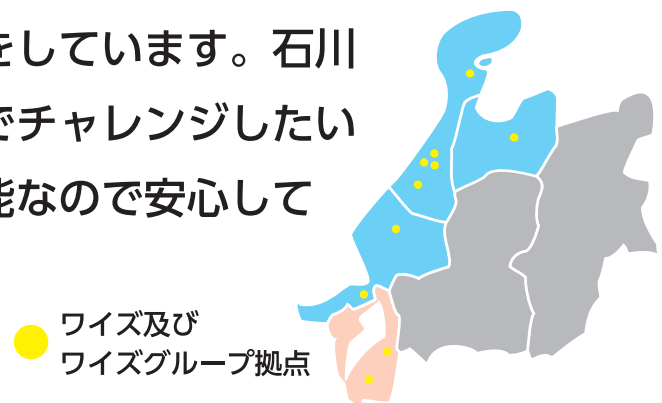 をしています。石川
でチャレンジしたい
能なので安心して
ワイズ及び
ワイズグループ拠点